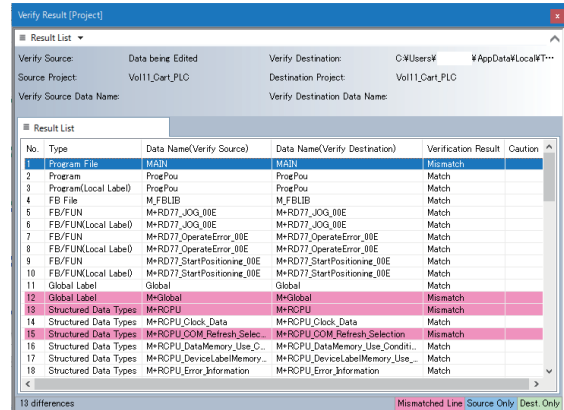 Verify Result [Project]
Result List
Verify Source: Data being Edited Verify Destination: C:¥Users¥ ¥AppData¥Local¥T...
Source Project: Vol11_Cart_PLC Destination Project: Vol11_Cart_PLC
Verify Source Data Name: Verify Destination Data Name:
Result List
No. Type Data Name(Verify Source) Data Name(Verify Destination) Verification Result Caution
1 Program File MAIN MAIN Mismatch
2 Program ProgPou ProgPou Match
3 Program(Local Label) ProgPou ProgPou Match
4 FB File M_FBLIB M_FBLIB Match
5 FB/FUN M+RD77_JOG_00E M+RD77_JOG_00E Match
6 FB/FUN(Local Label) M+RD77_JOG_00E M+RD77_JOG_00E Match
7 FB/FUN M+RD77_OperateError_00E M+RD77_OperateError_00E Match
8 FB/FUN(Local Label) M+RD77_OperateError_00E M+RD77_OperateError_00E Match
9 FB/FUN M+RD77_StartPositioning_00E M+RD77_StartPositioning_00E Match
10 FB/FUN(Local Label) M+RD77_StartPositioning_00E M+RD77_StartPositioning_00E Match
11 Global Label Global Global Match
12 Global Label M+Global M+Global Mismatch
13 Structured Data Types M+RCPU M+RCPU Mismatch
14 Structured Data Types M+RCPU_Clock_Data M+RCPU_Clock_Data Match
15 Structured Data Types M+RCPU_COM_Refresh_Selec... M+RCPU_COM_Refresh_Selection Mismatch
16 Structured Data Types M+RCPU_DataMemory_Use_C... M+RCPU_DataMemory_Use_Conditi... Match
17 Structured Data Types M+RCPU_DeviceLabelMemory... M+RCPU_DeviceLabelMemory_Use_... Match
18 Structured Data Types M+RCPU_Error_Information M+RCPU_Error_Information Match
13 differences Mismatched Line Source Only Dest. Only